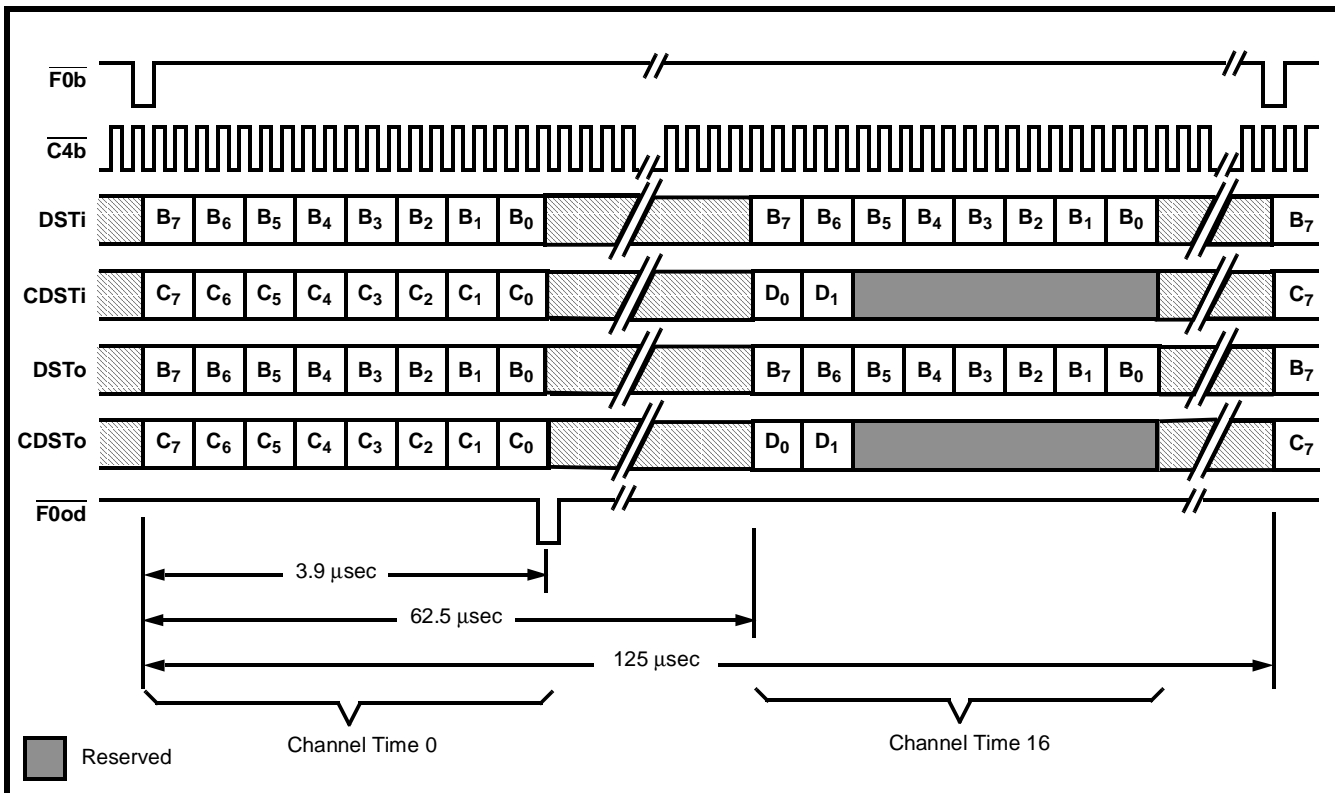 F0b
C4b
DSTi B7 B6 B5 B4 B3 B2 B1 B0 B7 B6 B5 B4 B3 B2 B1 B0 B7
CDSTi C7 C6 C5 C4 C3 C2 C1 C0 D0 D1 C7
DSTo B7 B6 B5 B4 B3 B2 B1 B0 B7 B6 B5 B4 B3 B2 B1 B0 B7
CDSTo C7 C6 C5 C4 C3 C2 C1 C0 D0 D1 C7
F0od
3.9 μsec
62.5 μsec
125 μsec
Channel Time 0 Channel Time 16
Reserved